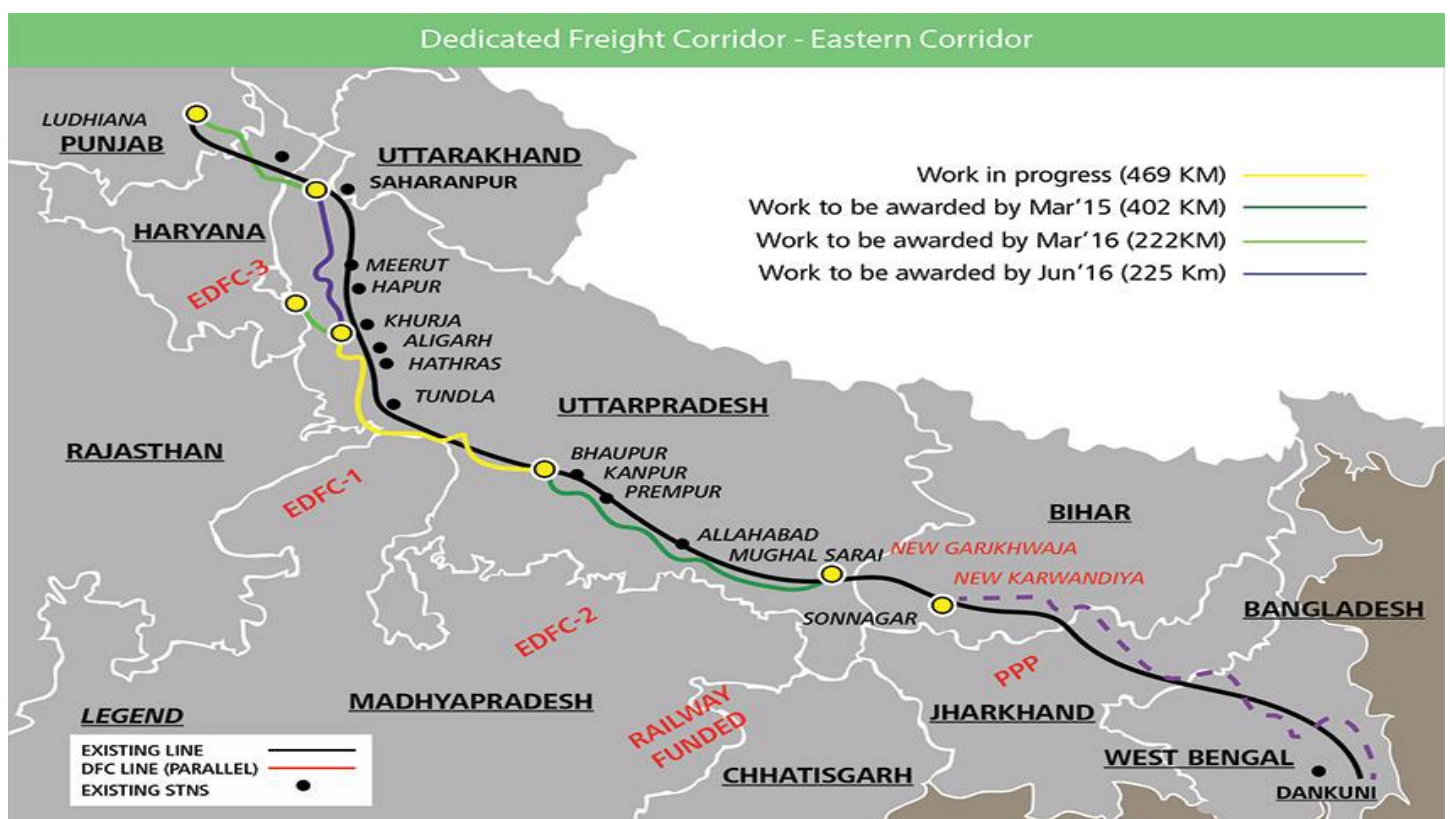 Dedicated Freight Corridor - Eastern Corridor
LUDHIANA
PUNJAB
UTTARAKHAND
SAHARANPUR
HARYANA
EDFC-3
MEERUT
HAPUR
KHURJA
ALIGARH
HATHRAS
TUNDLA
Work in progress (469 KM)
Work to be awarded by Mar'15 (402 KM)
Work to be awarded by Mar'16 (222KM)
Work to be awarded by Jun'16 (225 Km)
UTTARPRADESH
RAJASTHAN
EDFC-1
BHAUPUR
KANPUR
PREMPUR
ALLAHABAD
MUGHAL SARAI
BIHAR
NEW GARJKHWAJA
NEW KARWANDIYA
SONNAGAR
BANGLADESH
EDFC-2
PPP
MADHYAPRADESH
RAILWAY
FUNDED
JHARKHAND
CHHATISGARH
WEST BENGAL
DANKUNI
LEGEND
EXISTING LINE
DFC LINE (PARALLEL)
EXISTING STNS